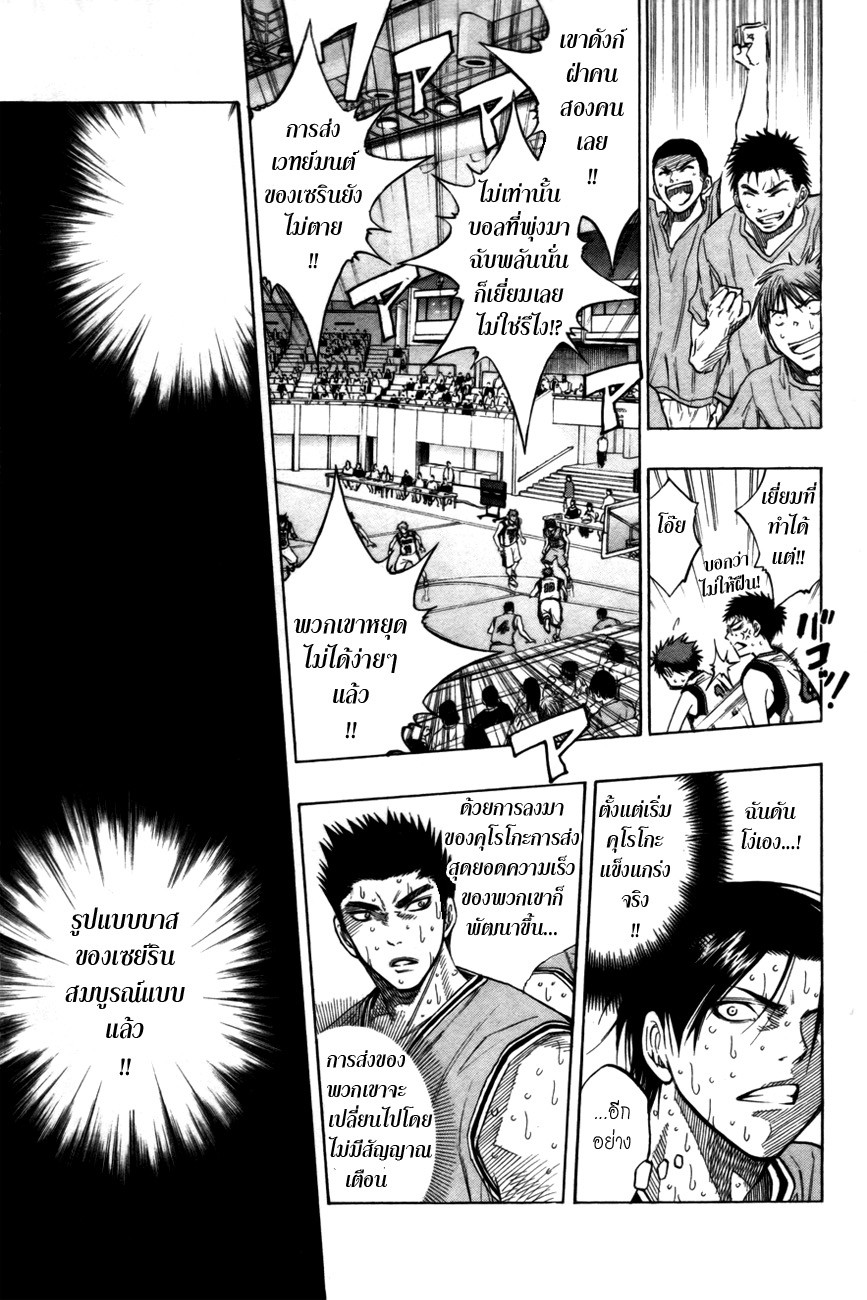 เขาดังก์
ฝ่าคน
สองคน
เลย
!!
ไม่เท่านั้น
บอลที่พุ่งมา
ฉับพลันนั่น
ก็เยี่ยมเลย
ไม่ใช่รึไง!?
การส่ง
เวทย์มนต์
ของเซรินยัง
ไม่ตาย
!!
พวกเขาหยุด
ไม่ได้ง่ายๆ
แล้ว
!!
ワ
ワ
ワ
ワ
ワ
ワ
เยี่ยมที่
ทำได้
แต่!!
บอกว่า
ไม่ให้ฝืน!
โอ๊ย
バコ!!
ฉันดัน
โง่เอง...!
ตั้งแต่เริ่ม
คุโรโกะ
แข็งแกร่ง
จริง
!!
...อีก
อย่าง
ด้วยการลงมา
ของคุโรโกะการส่ง
สุดยอดความเร็ว
ของพวกเขาก็
พัฒนาขึ้น...
การส่งของ
พวกเขาจะ
เปลี่ยนไปโดย
ไม่มีสัญญาณ
เตือน
รูปแบบบาส
ของเซย์ริน
สมบูรณ์แบบ
แล้ว
!!